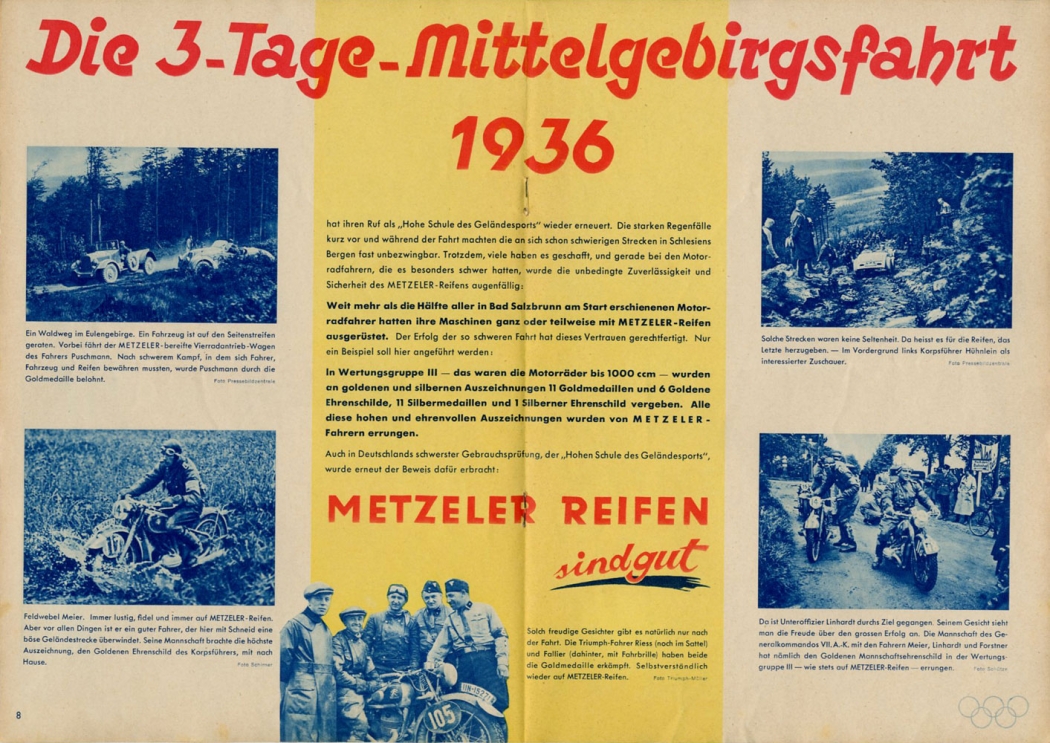 Die 3-Tage-Mittelgebirgsfahrt
1936
Ein Waldweg im Eulengebirge. Ein Fahrzeug ist auf den Seitenstreifen
geraten. Vorbei fährt der METZELER-bereifte Vierradantrieb-Wagen
des Fahrers Puschmann. Nach schwerem Kampf, in dem sich Fahrer,
Fahrzeug und Reifen bewähren mussten, wurde Puschmann durch die
Goldmedaille belohnt.
Foto Pressebildzentrale
Feldwebel Meier. Immer lustig, fidel und immer auf METZELER-Reifen.
Aber vor allen Dingen ist er ein guter Fahrer, der hier mit Schneid eine
böse Geländestrecke überwindet. Seine Mannschaft brachte die höchste
Auszeichnung, den Goldenen Ehrenschild des Korpsführers, mit nach
Hause.
Foto Schirner
8
hat ihren Ruf als „Hohe Schule des Geländesports" wieder erneuert. Die starken Regenfälle
kurz vor und während der Fahrt machten die an sich schon schwierigen Strecken in Schlesiens
Bergen fast unbezwingbar. Trotzdem, viele haben es geschafft, und gerade bei den Motor-
radfahrern, die es besonders schwer hatten, wurde die unbedingte Zuverlässigkeit und
Sicherheit des METZELER-Reifens augenfällig:
Weit mehr als die Hälfte aller in Bad Salzbrunn am Start erschienenen Motor-
radfahrer hatten ihre Maschinen ganz oder teilweise mit METZELER-Reifen
ausgerüstet. Der Erfolg der so schweren Fahrt hat dieses Vertrauen gerechtfertigt. Nur
ein Beispiel soll hier angeführt werden:
In Wertungsgruppe III — das waren die Motorräder bis 1000 ccm — wurden
an goldenen und silbernen Auszeichnungen 11 Goldmedaillen und 6 Goldene
Ehrenschilde, 11 Silbermedaillen und 1 Silberner Ehrenschild vergeben. Alle
diese hohen und ehrenvollen Auszeichnungen wurden von METZELER-
Fahrern errungen.
Auch in Deutschlands schwerster Gebrauchsprüfung, der „Hohen Schule des Geländesports",
wurde erneut der Beweis dafür erbracht:
METZELER REIFEN
sind gut
Solch freudige Gesichter gibt es natürlich nur nach
der Fahrt. Die Triumph-Fahrer Riess (noch im Sattel)
und Fallier (dahinter, mit Fahrbrille) haben beide
die Goldmedaille erkämpft. Selbstverständlich
wieder auf METZELER-Reifen.
Foto Triumph-Müller
105
Solche Strecken waren keine Seltenheit. Da heisst es für die Reifen, das
Letzte herzugeben. — Im Vordergrund links Korpsführer Hühnlein als
interessierter Zuschauer.
Foto Pressebildzentrale
Da ist Unteroffizier Linhardt durchs Ziel gegangen. Seinem Gesicht sieht
man die Freude über den grossen Erfolg an. Die Mannschaft des Ge-
neralkommandos VII. A.-K. mit den Fahrern Meier, Linhardt und Forstner
hat nämlich den Goldenen Mannschaftsehrenschild in der Wertungs-
gruppe III — wie stets auf METZELER-Reifen — errungen.